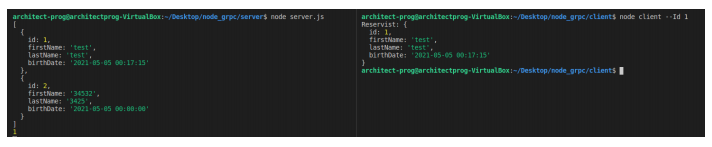 architect-prog@architectprog-VirtualBox:~/Desktop/node_grpc/server$ node server.js
[
  {
    id: 1,
    firstName: 'test',
    lastName: 'test',
    birthDate: '2021-05-05 00:17:15'
  },
  {
    id: 2,
    firstName: '34532',
    lastName: '3425',
    birthDate: '2021-05-05 00:00:00'
  }
]
1
architect-prog@architectprog-VirtualBox:~/Desktop/node_grpc/client$ node client --Id 1
Reservist: {
  id: 1,
  firstName: 'test',
  lastName: 'test',
  birthDate: '2021-05-05 00:17:15'
}
architect-prog@architectprog-VirtualBox:~/Desktop/node_grpc/client$